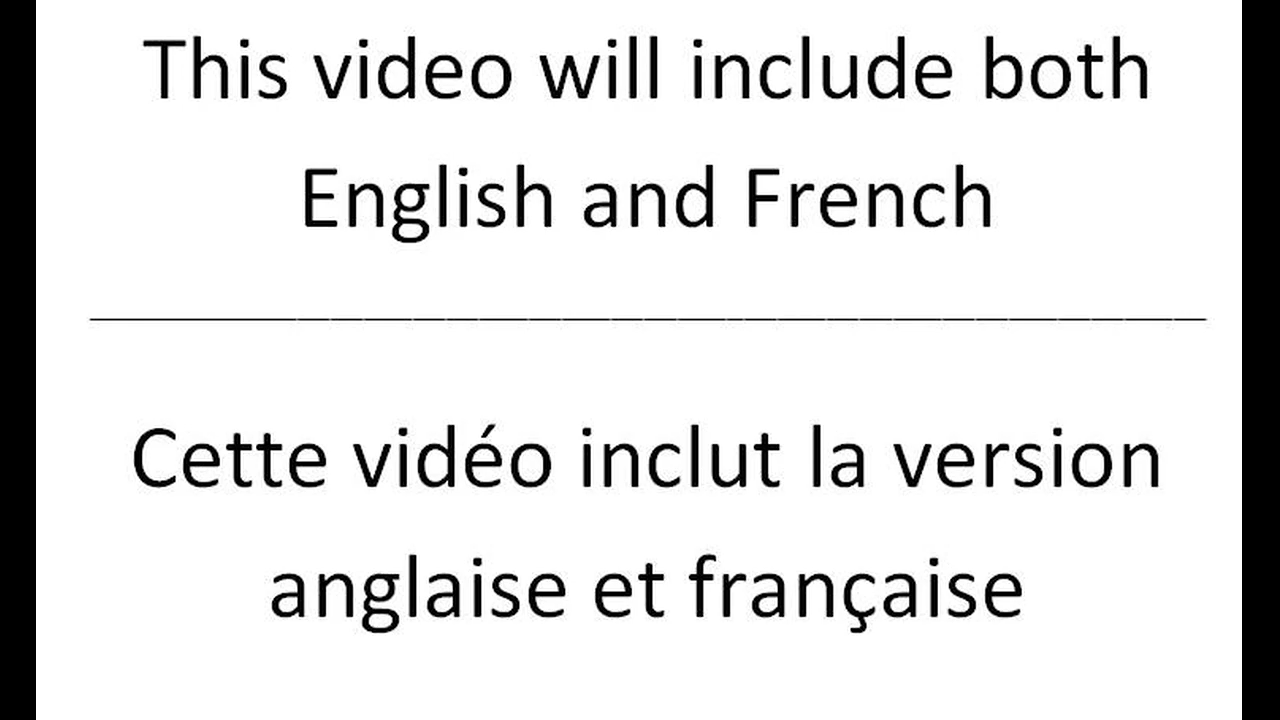 This video will include both
English and French
Cette vidéo inclut la version
anglaise et française